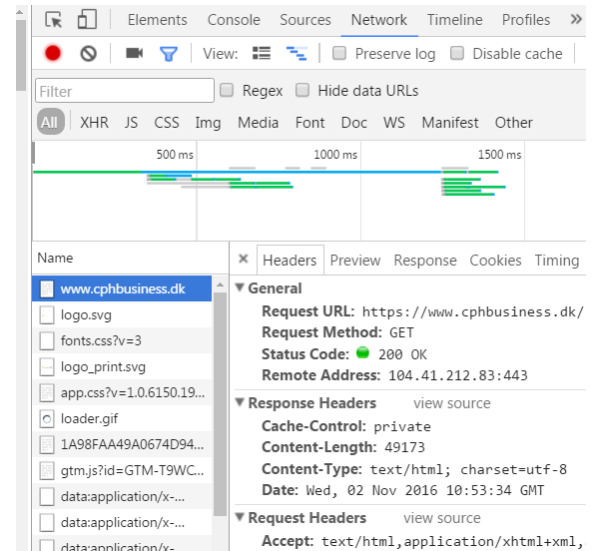 Elements Console Sources Network Timeline Profiles »
View: Preserve log Disable cache
Filter Regex Hide data URLs
All XHR JS CSS Img Media Font Doc WS Manifest Other
500 ms 1000 ms 1500 ms
Name
www.cphbusiness.dk
logo.svg
fonts.css?v=3
logo_print.svg
app.css?v=1.0.6150.19...
loader.gif
1A98FAA49A0674D94...
gtm.js?id=GTM-T9WC...
data:application/x-...
data:application/x-...
data:application/x-
× Headers Preview Response Cookies Timing
▼ General
Request URL: https://www.cphbusiness.dk/
Request Method: GET
Status Code: 200 OK
Remote Address: 104.41.212.83:443
▼ Response Headers view source
Cache-Control: private
Content-Length: 49173
Content-Type: text/html; charset=utf-8
Date: Wed, 02 Nov 2016 10:53:34 GMT
▼ Request Headers view source
Accept: text/html,application/xhtml+xml,